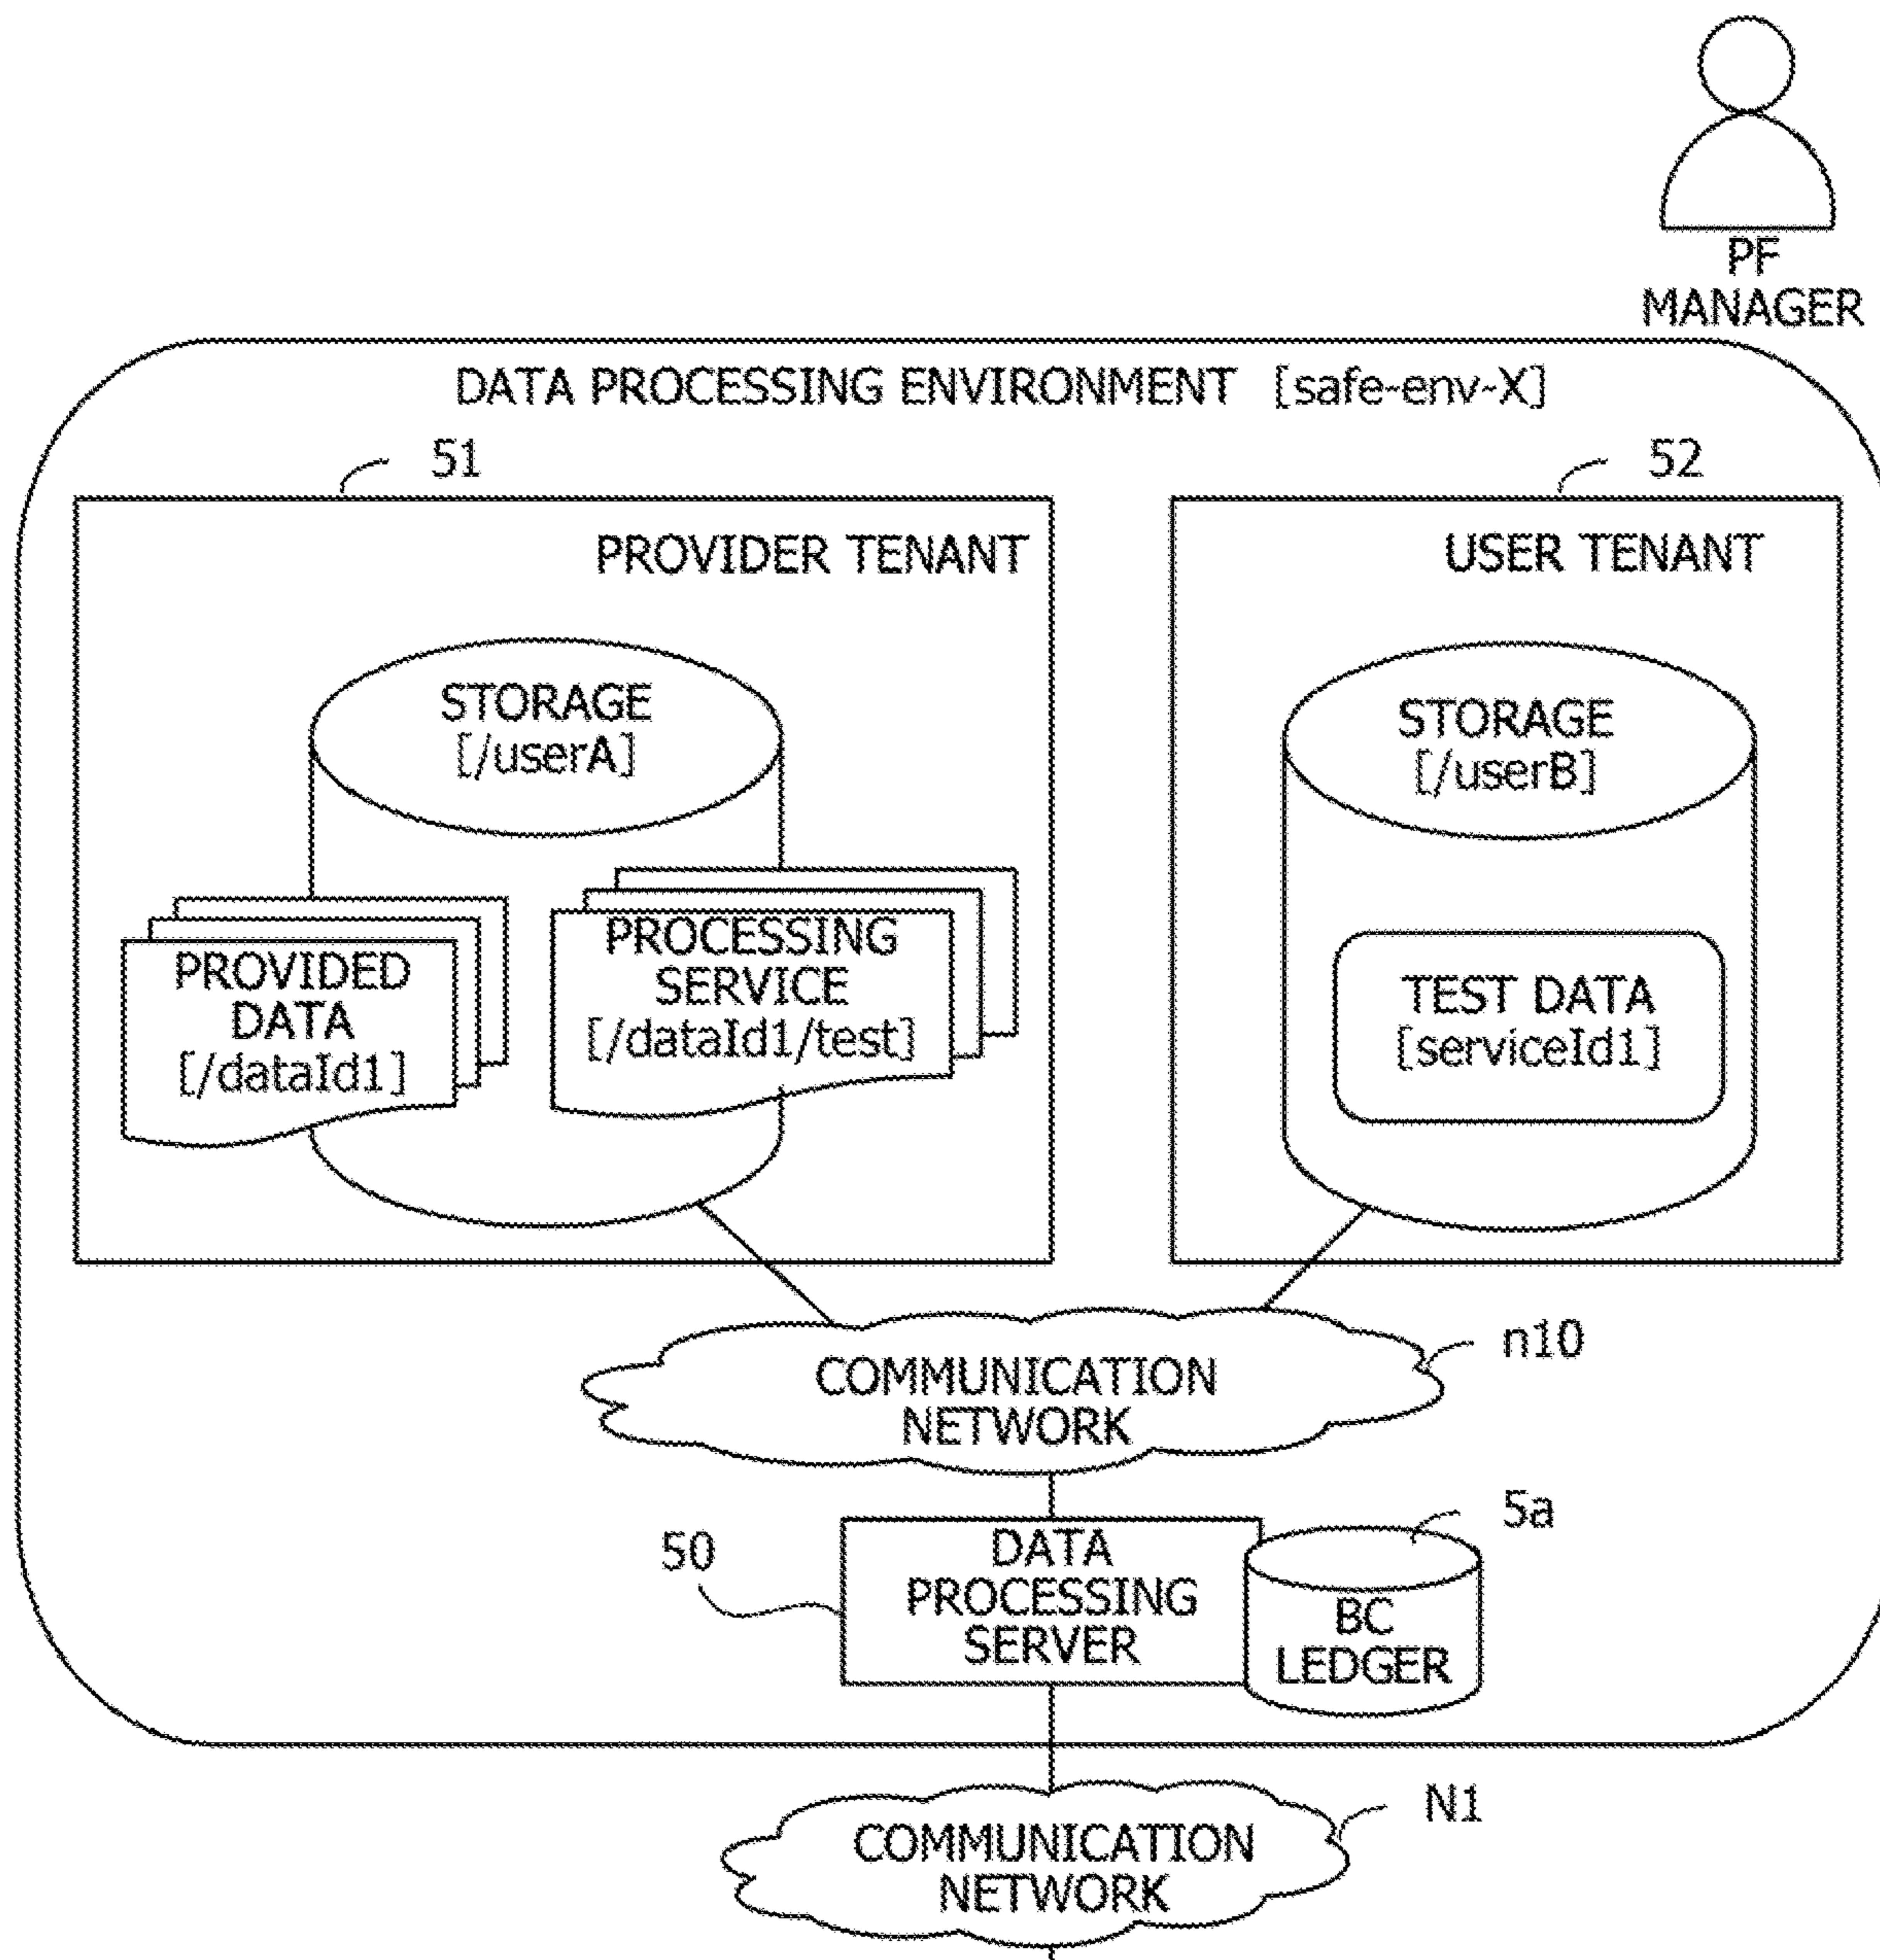 PF
MANAGER
DATA PROCESSING ENVIRONMENT [safe-env-X]
51
52
PROVIDER TENANT
USER TENANT
STORAGE
[/userA]
STORAGE
[/userB]
PROVIDED
DATA
[/dataId1]
PROCESSING
SERVICE
[/dataId1/test]
TEST DATA
[serviceId1]
n10
COMMUNICATION
NETWORK
5a
50
DATA
PROCESSING
SERVER
BC
LEDGER
N1
COMMUNICATION
NETWORK